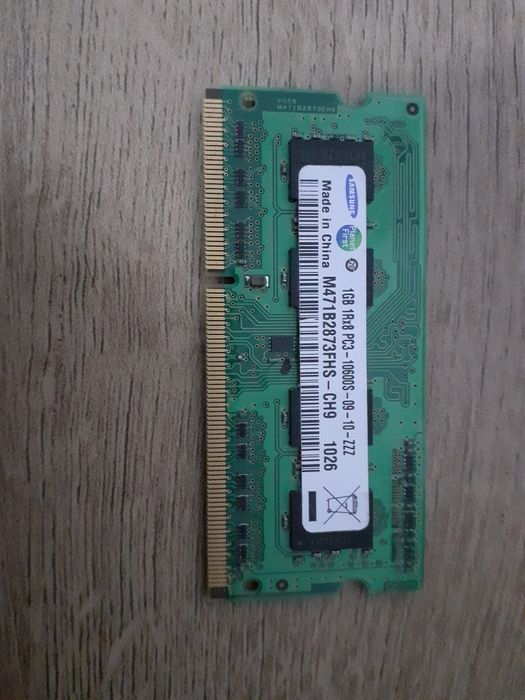 SAMSUNG
Planet
First
1GB 1Rx8 PC3-10600S-09-10-ZZZ
Made in China
M471B2873FHS-CH9 1026